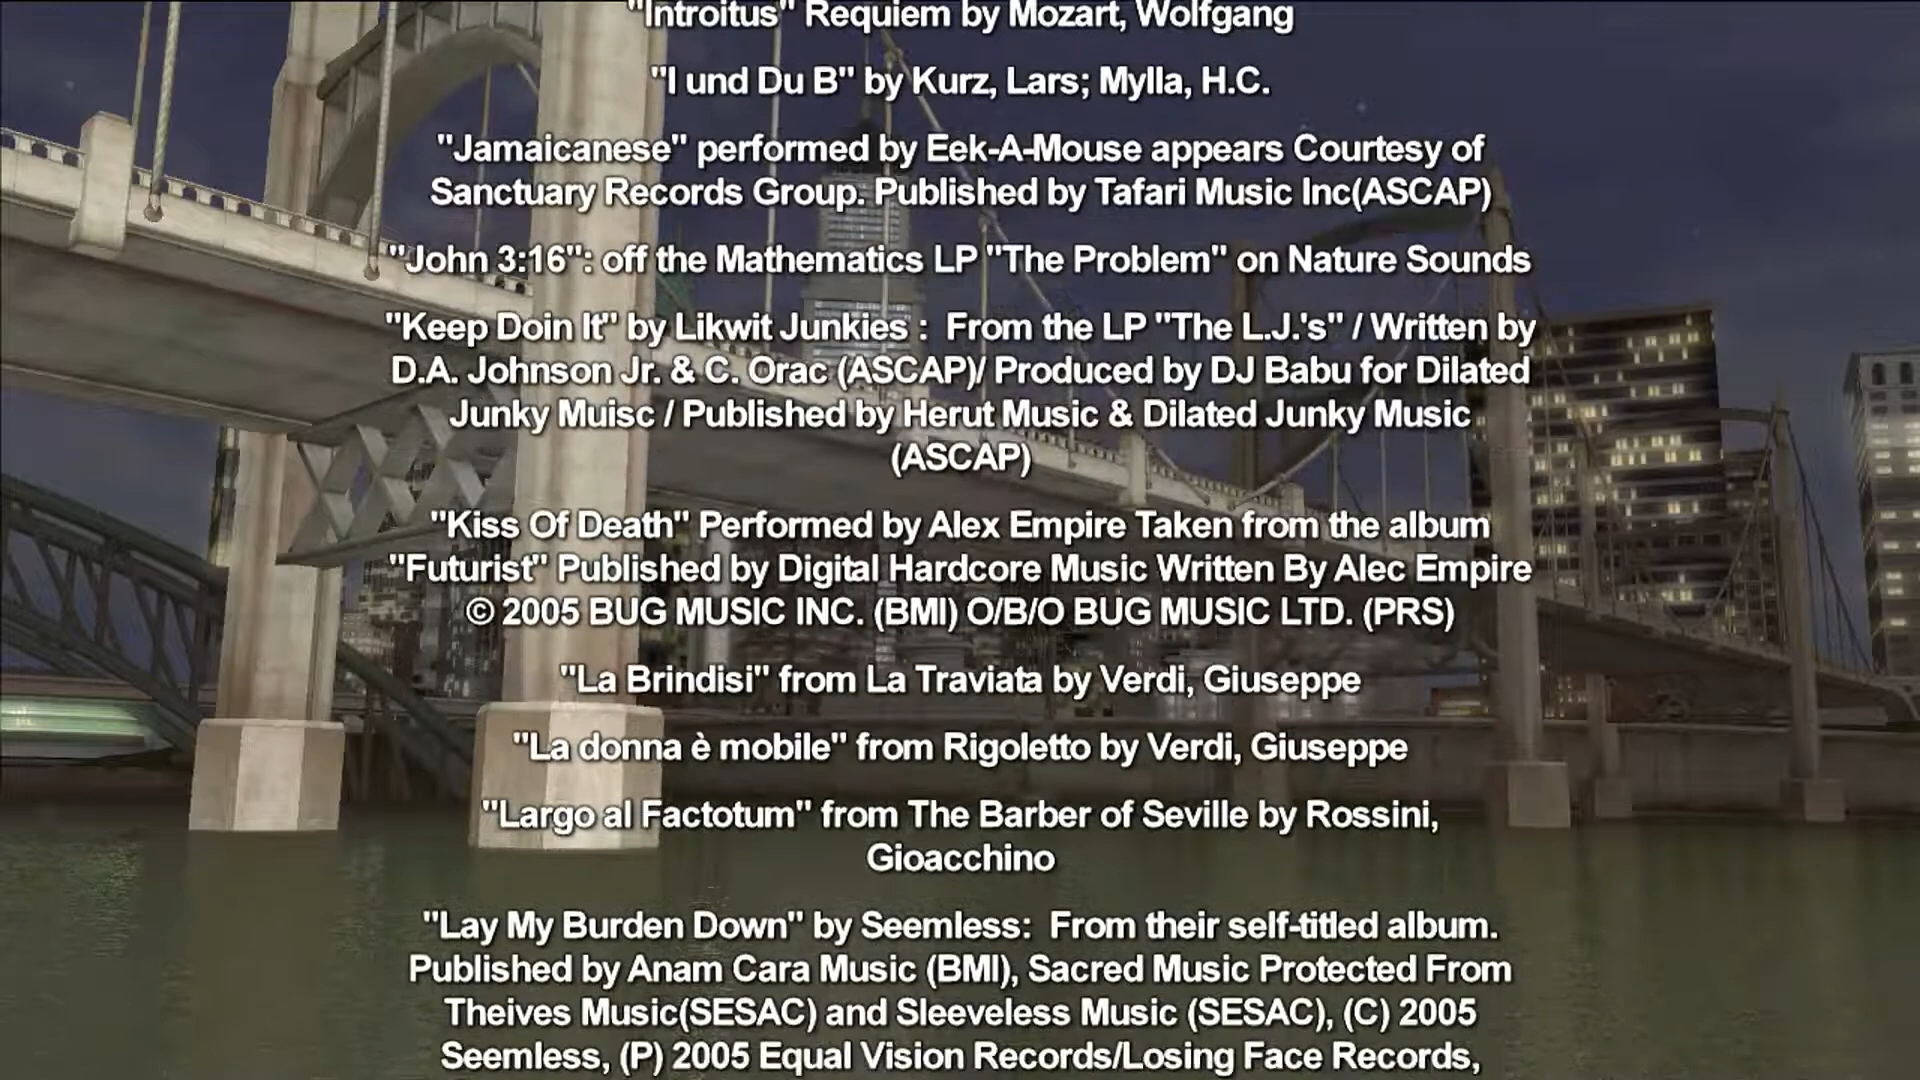 "Introitus" Requiem by Mozart, Wolfgang
"I und Du B" by Kurz, Lars; Mylla, H.C.
"Jamaicanese" performed by Eek-A-Mouse appears Courtesy of
Sanctuary Records Group. Published by Tafari Music Inc(ASCAP)
"John 3:16": off the Mathematics LP "The Problem" on Nature Sounds
"Keep Doin It" by Likwit Junkies :  From the LP "The L.J.'s" / Written by
D.A. Johnson Jr. & C. Orac (ASCAP)/ Produced by DJ Babu for Dilated
Junky Muisc / Published by Herut Music & Dilated Junky Music
(ASCAP)
"Kiss Of Death" Performed by Alex Empire Taken from the album
"Futurist" Published by Digital Hardcore Music Written By Alec Empire
© 2005 BUG MUSIC INC. (BMI) O/B/O BUG MUSIC LTD. (PRS)
"La Brindisi" from La Traviata by Verdi, Giuseppe
"La donna è mobile" from Rigoletto by Verdi, Giuseppe
"Largo al Factotum" from The Barber of Seville by Rossini,
Gioacchino
"Lay My Burden Down" by Seemless:  From their self-titled album.
Published by Anam Cara Music (BMI), Sacred Music Protected From
Theives Music(SESAC) and Sleeveless Music (SESAC), (C) 2005
Seemless, (P) 2005 Equal Vision Records/Losing Face Records,